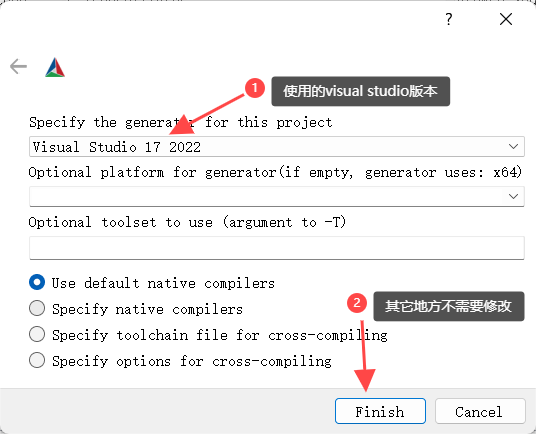 ?
1 使用的visual studio版本
Specify the generator for this project
Visual Studio 17 2022
Optional platform for generator(if empty, generator uses: x64)
Optional toolset to use (argument to -T)
Use default native compilers
2 其它地方不需要修改
Specify native compilers
Specify toolchain file for cross-compiling
Specify options for cross-compiling
Finish
Cancel